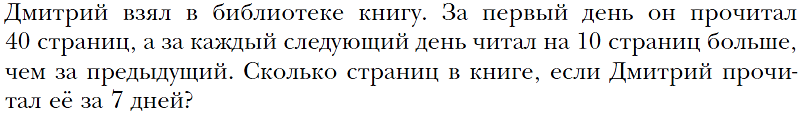 Дмитрий взял в библиотеке книгу. За первый день он прочитал
40 страниц, а за каждый следующий день читал на 10 страниц больше,
чем за предыдущий. Сколько страниц в книге, если Дмитрий прочи-
тал её за 7 дней?